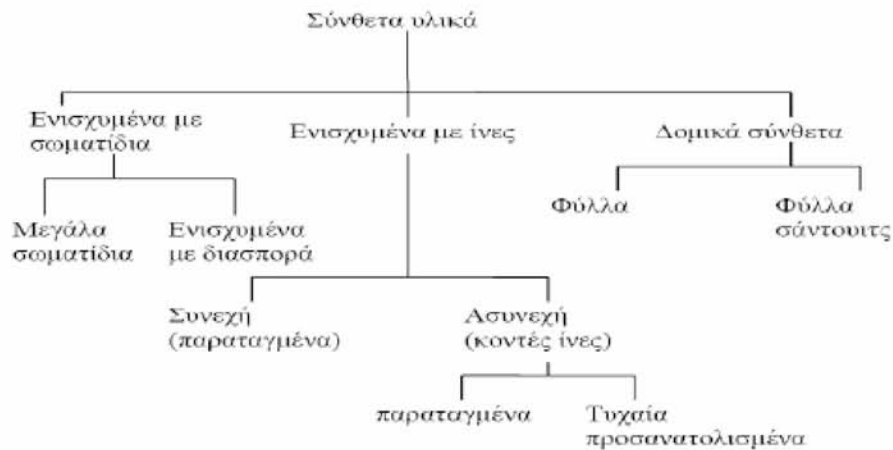 Σύνθετα υλικά
Ενισχυμένα με
σωματίδια
Ενισχυμένα με ίνες
Δομικά σύνθετα
Μεγάλα
σωματίδια
Ενισχυμένα
με διασπορά
Φύλλα
Φύλλα
σάντουιτς
Συνεχή
(παραταγμένα)
Ασυνεχή
(κοντές ίνες)
παραταγμένα
Τυχαία
προσανατολισμένα